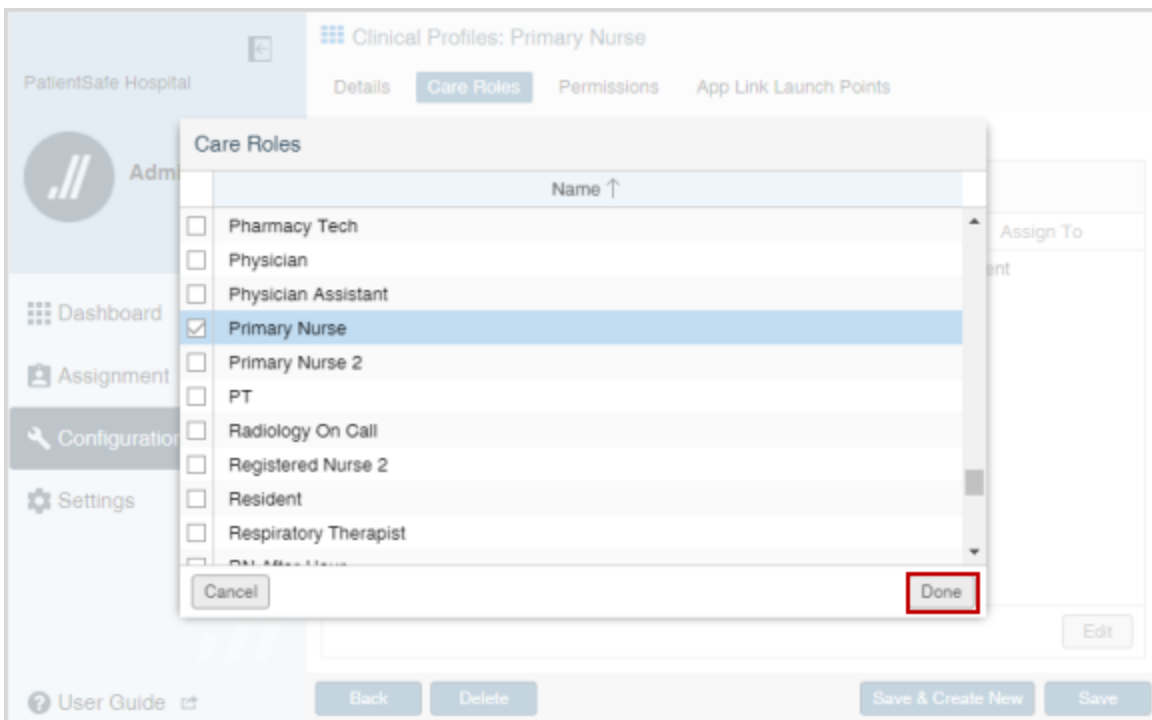 Clinical Profiles: Primary Nurse
PatientSafe Hospital
Details Care Roles Permissions App Link Launch Points
Care Roles
Name ↑
Pharmacy Tech
Physician
Assign To
Physician Assistant
Dashboard
Primary Nurse
Primary Nurse 2
Assignment
PT
Radiology On Call
Configuration
Registered Nurse 2
Resident
Settings
Respiratory Therapist
Cancel Done
Edit
User Guide
Back Delete Save & Create New Save